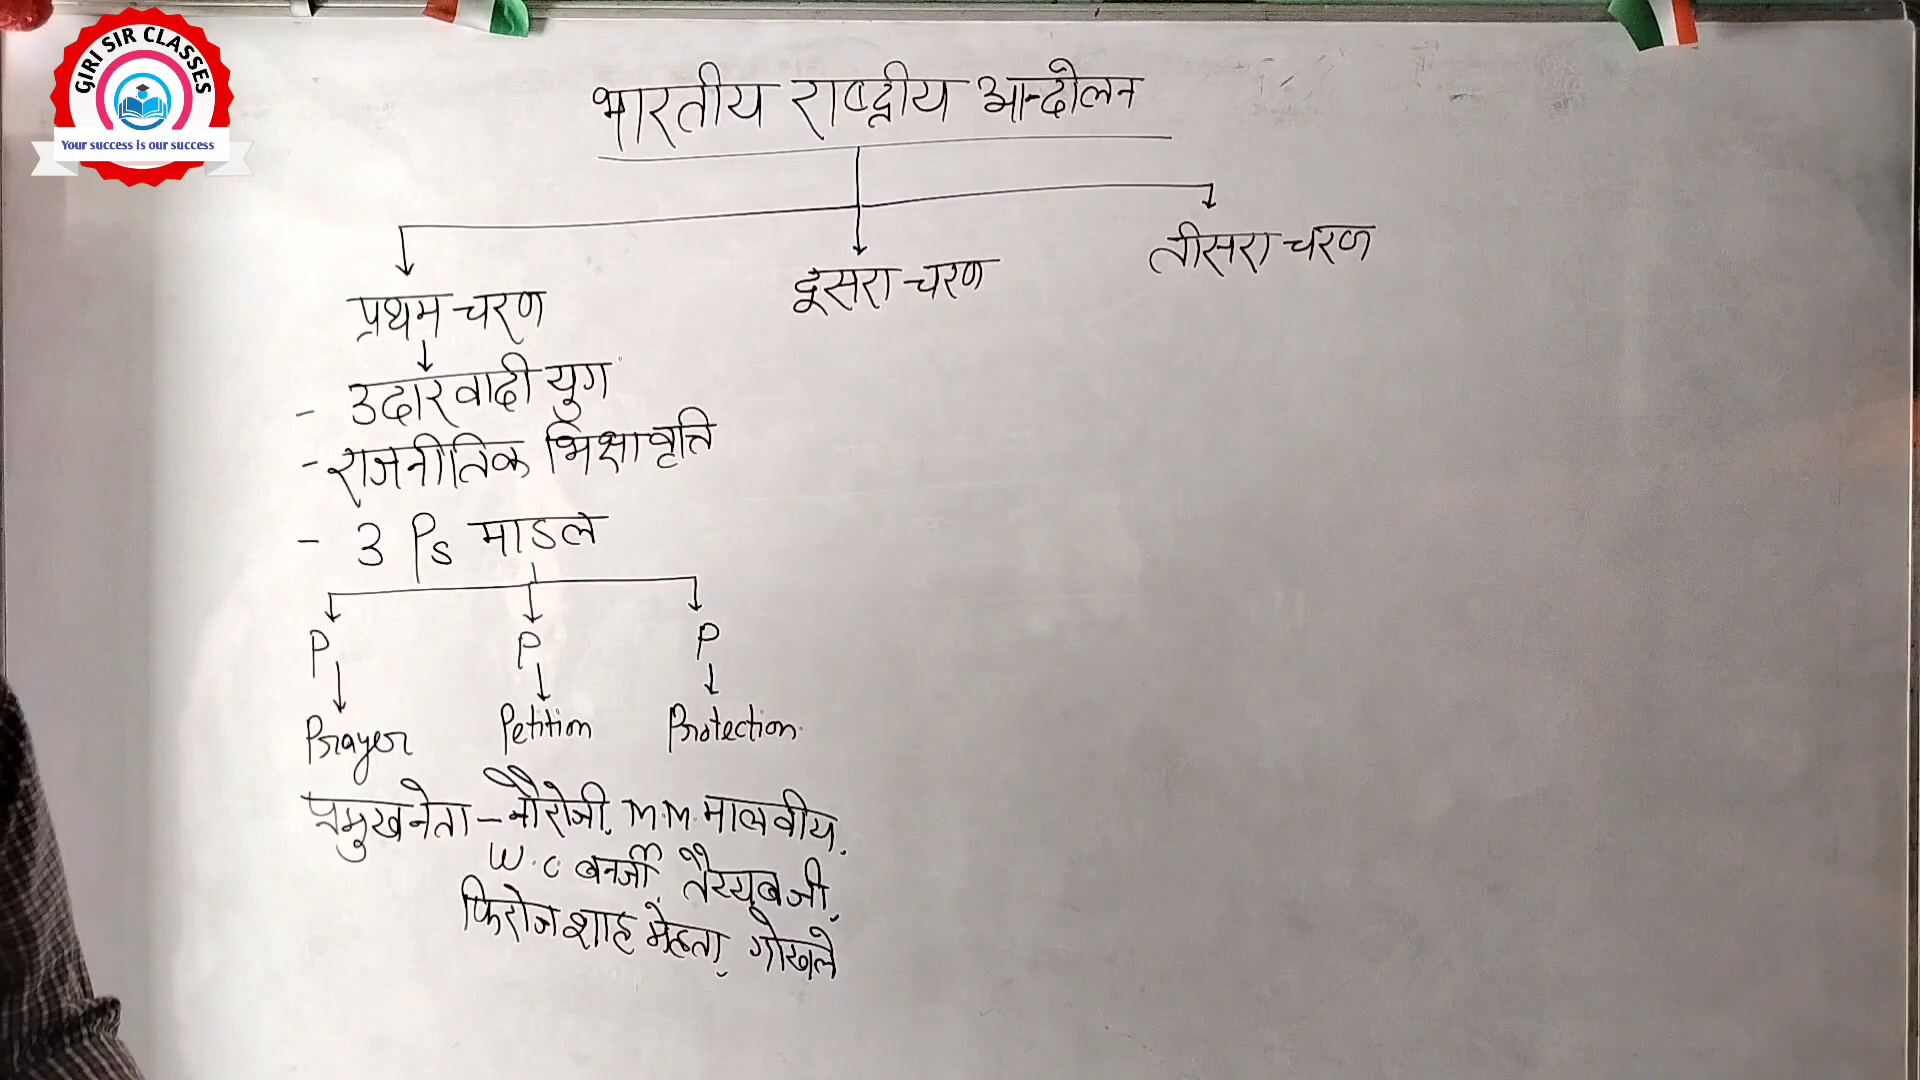 GIRI SIR CLASSES
Your success is our success
भारतीय राष्ट्रीय आन्दोलन
प्रथम चरण दूसरा चरण तीसरा चरण
- उदारवादी युग
- राजनीतिक भिक्षावृत्ति
- 3 Ps माडल
P P P
Prayer Petition Protection
प्रमुख नेता - नौरोजी, M.M. मालवीय,
W.C बनर्जी, तैय्यूबजी,
फिरोजशाह मेहता, गोखले